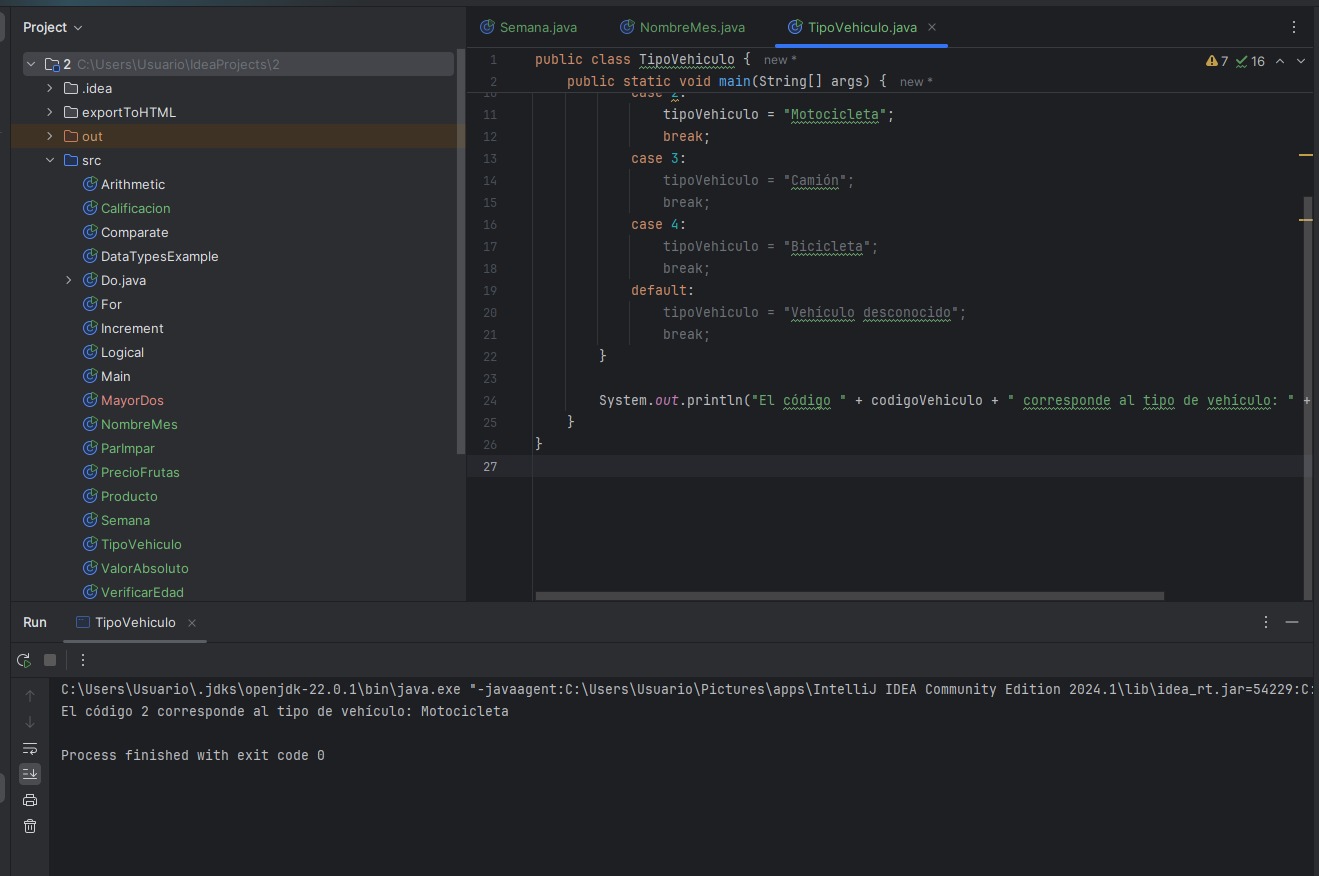 Project
2 C:\Users\Usuario\IdeaProjects\2
.idea
exportToHTML
out
src
Arithmetic
Calificacion
Comparate
DataTypesExample
Do.java
For
Increment
Logical
Main
MayorDos
NombreMes
ParImpar
PrecioFrutas
Producto
Semana
TipoVehiculo
ValorAbsoluto
VerificarEdad
Semana.java NombreMes.java TipoVehiculo.java
7 16
1 public class TipoVehiculo { new *
2 public static void main(String[] args) { new *
10 case 2:
11 tipoVehiculo = "Motocicleta";
12 break;
13 case 3:
14 tipoVehiculo = "Camión";
15 break;
16 case 4:
17 tipoVehiculo = "Bicicleta";
18 break;
19 default:
20 tipoVehiculo = "Vehículo desconocido";
21 break;
22 }
23
24 System.out.println("El código " + codigoVehiculo + " corresponde al tipo de vehículo: " +
25 }
26 }
27
Run TipoVehiculo
C:\Users\Usuario\.jdks\openjdk-22.0.1\bin\java.exe "-javaagent:C:\Users\Usuario\Pictures\apps\IntelliJ IDEA Community Edition 2024.1\lib\idea_rt.jar=54229:C:
El código 2 corresponde al tipo de vehículo: Motocicleta
Process finished with exit code 0